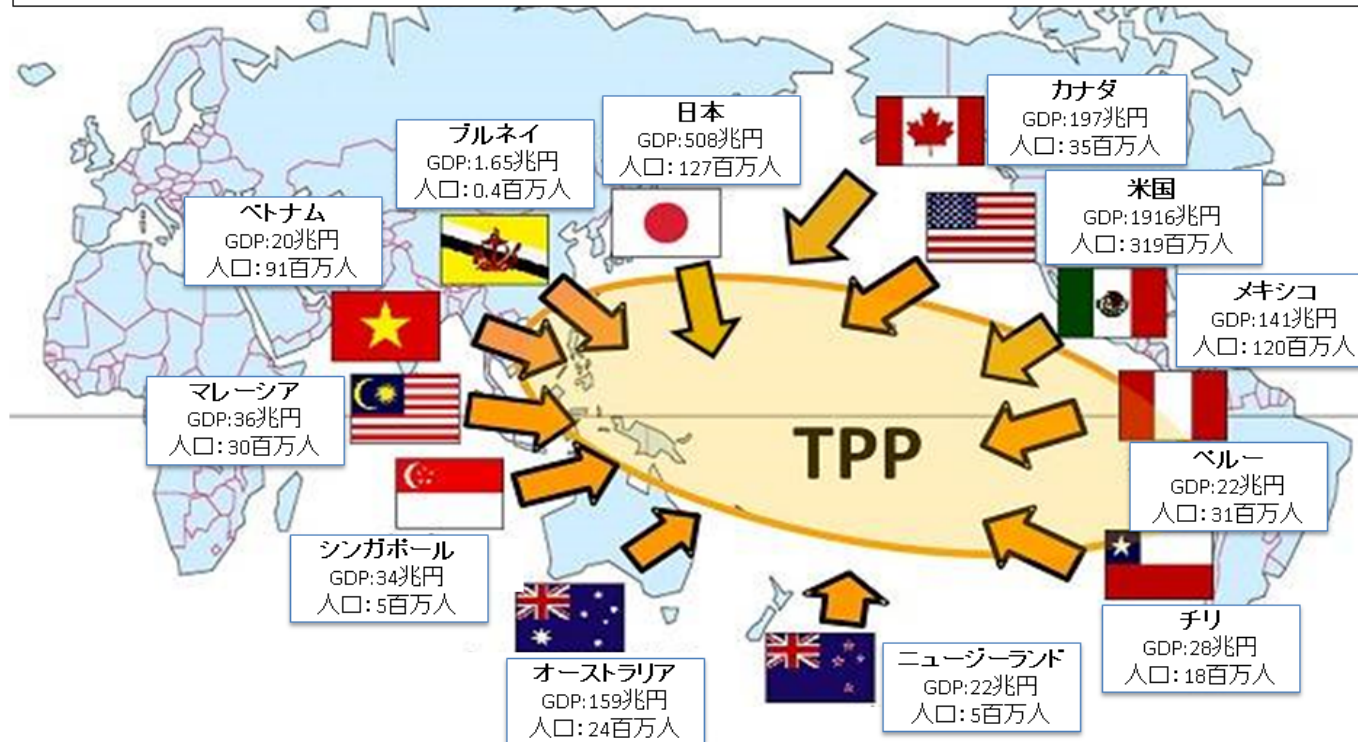 カナダ
GDP:197兆円
人口:35百万人
日本
GDP:508兆円
人口:127百万人
ブルネイ
GDP:1.65兆円
人口:0.4百万人
米国
GDP:1916兆円
人口:319百万人
ベトナム
GDP:20兆円
人口:91百万人
メキシコ
GDP:141兆円
人口:120百万人
マレーシア
GDP:36兆円
人口:30百万人
TPP
ペルー
GDP:22兆円
人口:31百万人
シンガポール
GDP:34兆円
人口:5百万人
チリ
GDP:28兆円
人口:18百万人
オーストラリア
GDP:159兆円
人口:24百万人
ニュージーランド
GDP:22兆円
人口:5百万人